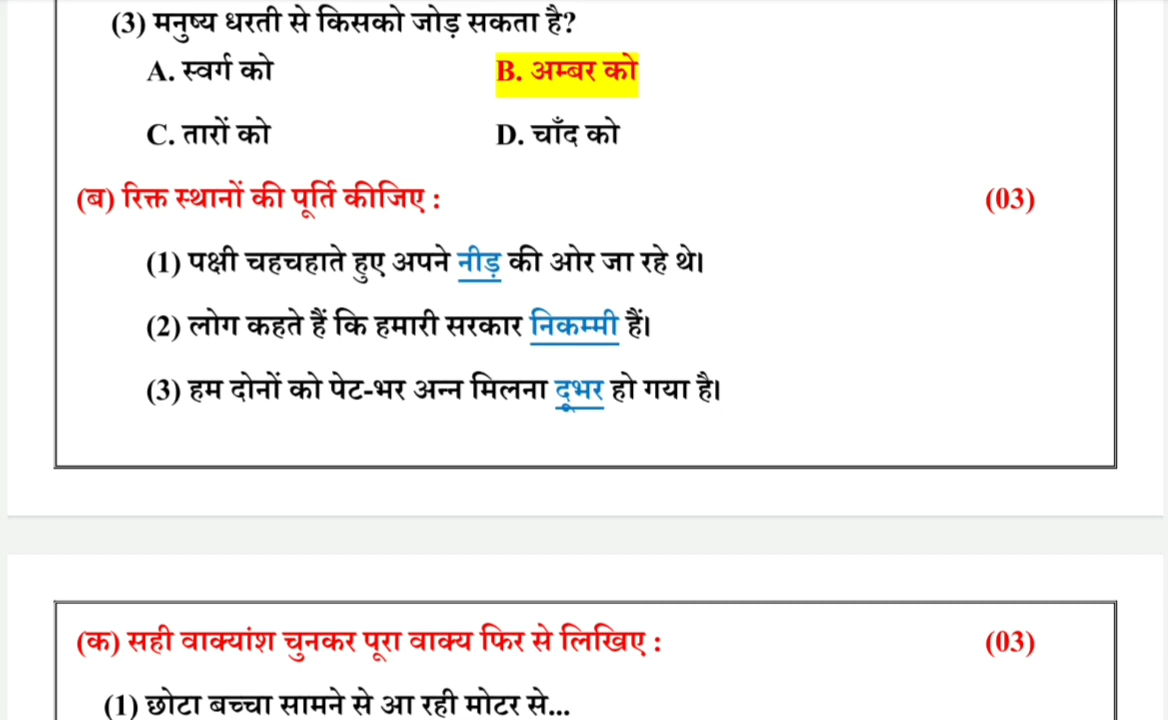 (3) मनुष्य धरती से किसको जोड़ सकता है?
A. स्वर्ग को B. अम्बर को
C. तारों को D. चाँद को
(ब) रिक्त स्थानों की पूर्ति कीजिए : (03)
(1) पक्षी चहचहाते हुए अपने नीड़ की ओर जा रहे थे।
(2) लोग कहते हैं कि हमारी सरकार निकम्मी हैं।
(3) हम दोनों को पेट-भर अन्न मिलना दूभर हो गया है।
(क) सही वाक्यांश चुनकर पूरा वाक्य फिर से लिखिए : (03)
(1) छोटा बच्चा सामने से आ रही मोटर से...